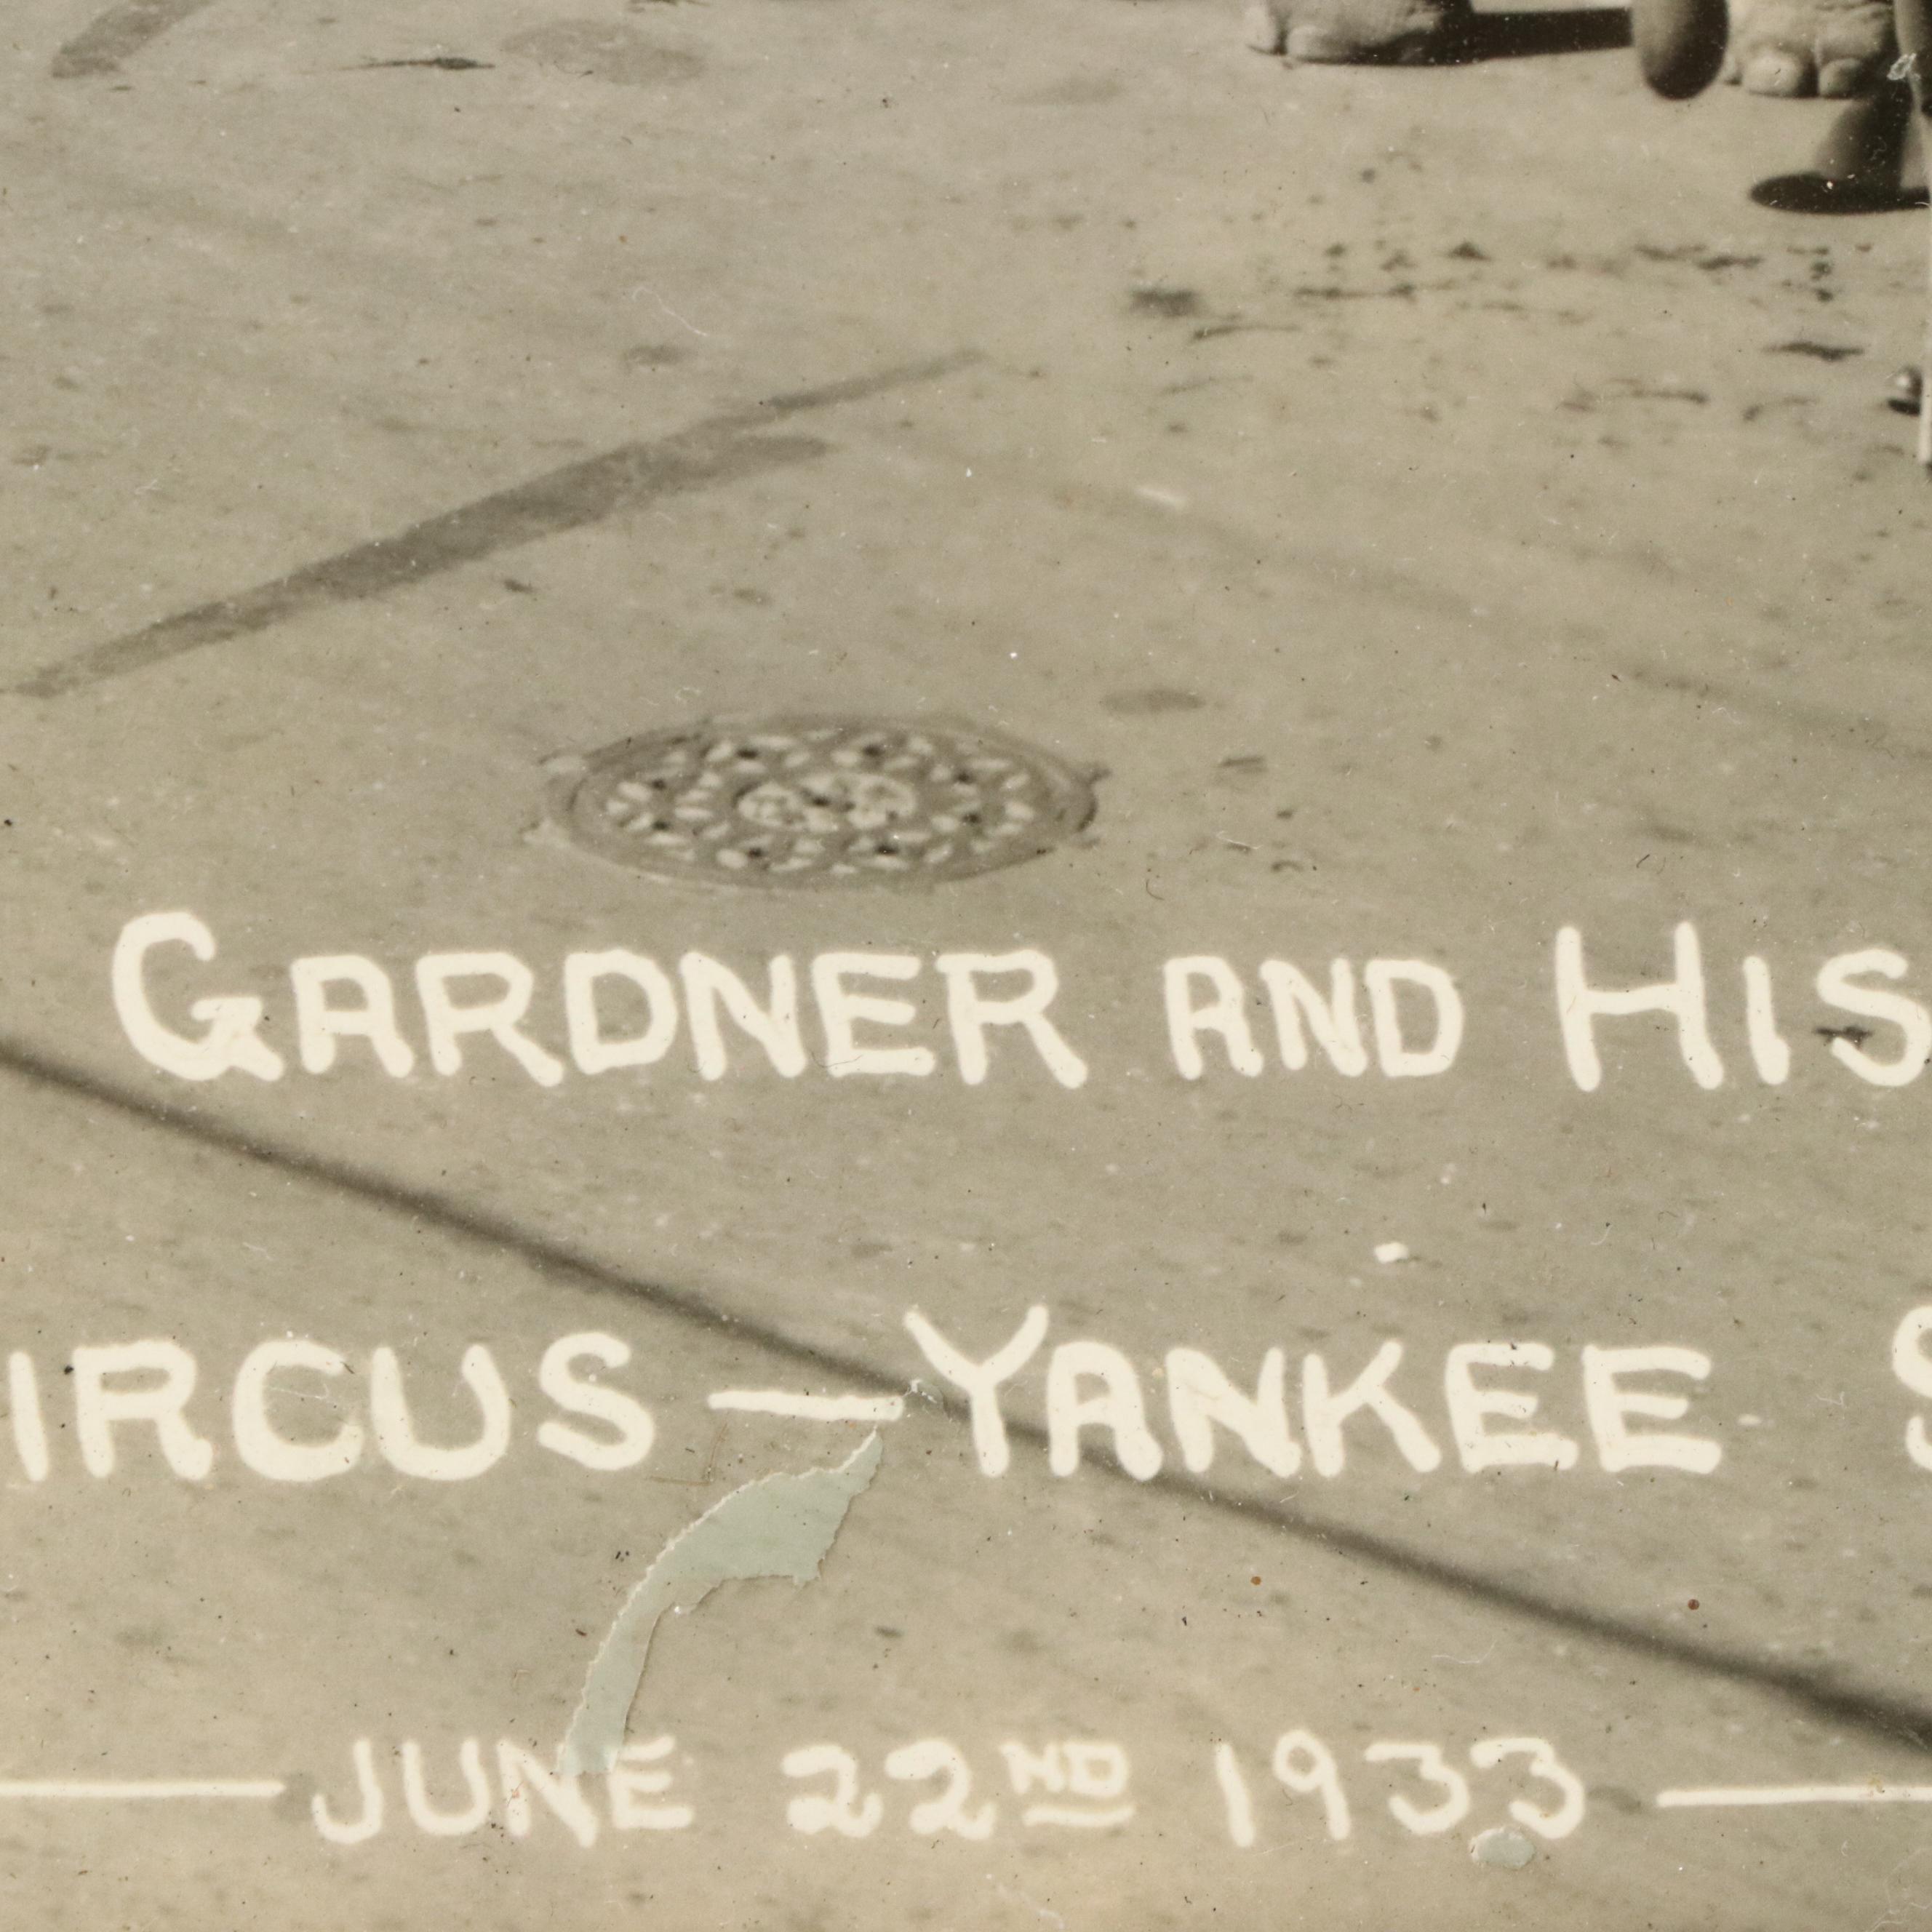 GARDNER AND HIS
IRCUS — YANKEE S
— JUNE 22ND 1933 —